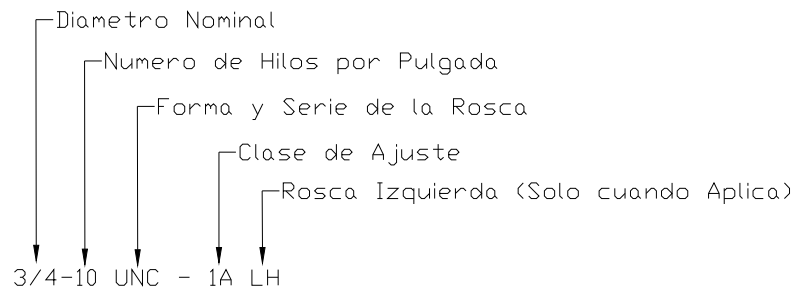 Diametro Nominal
Numero de Hilos por Pulgada
Forma y Serie de la Rosca
Clase de Ajuste
Rosca Izquierda (Solo cuando Aplica)
3/4-10 UNC - 1A LH